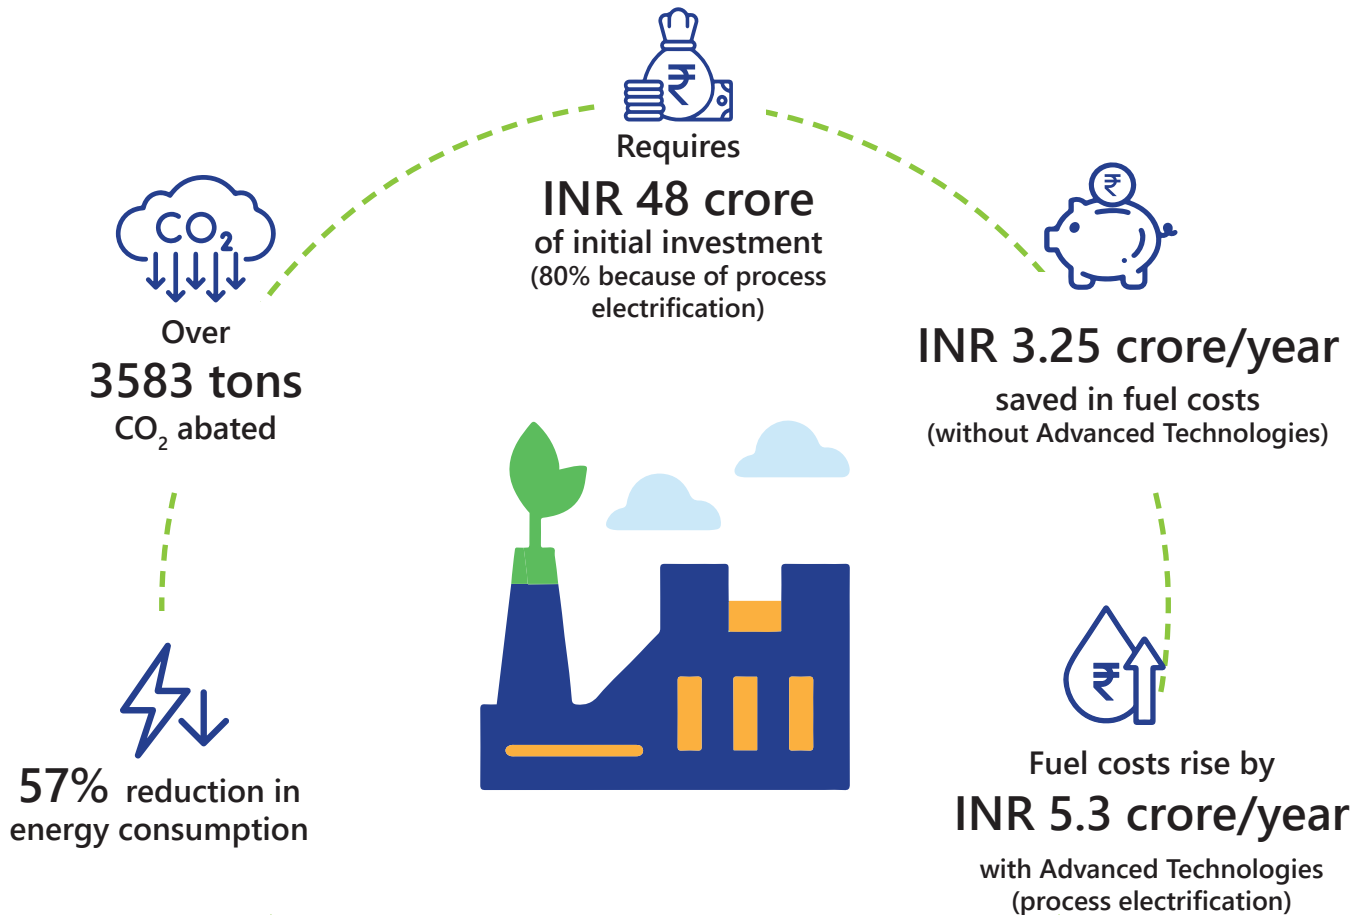 ₹
Requires
INR 48 crore
of initial investment
(80% because of process
electrification)
CO₂
Over
3583 tons
CO₂ abated
₹
INR 3.25 crore/year
saved in fuel costs
(without Advanced Technologies)
57% reduction in
energy consumption
₹
Fuel costs rise by
INR 5.3 crore/year
with Advanced Technologies
(process electrification)